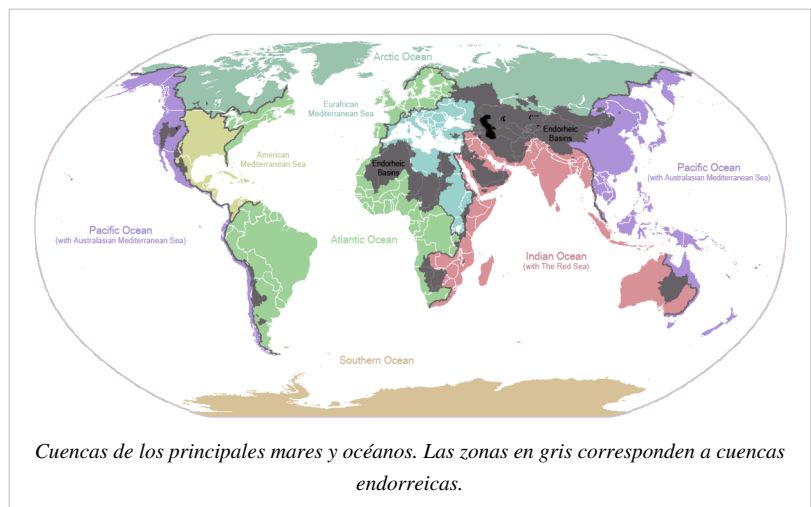 Arctic Ocean
Eurafrican
Mediterranean Sea
Endorheic
Basins
American
Mediterranean Sea
Endorheic
Basins
Pacific Ocean
(with Australasian Mediterranean Sea)
Pacific Ocean
(with Australasian Mediterranean Sea)
Atlantic Ocean
Indian Ocean
(with The Red Sea)
Southern Ocean
Cuencas de los principales mares y océanos. Las zonas en gris corresponden a cuencas
endorreicas.